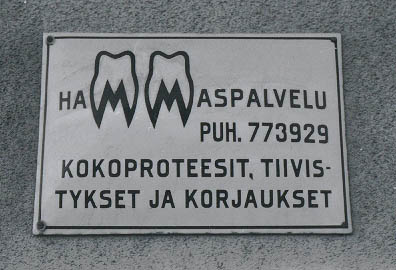 HAMMASPALVELU
PUH. 773929
KOKOPROTEESIT, TIIVIS-
TYKSET JA KORJAUKSET